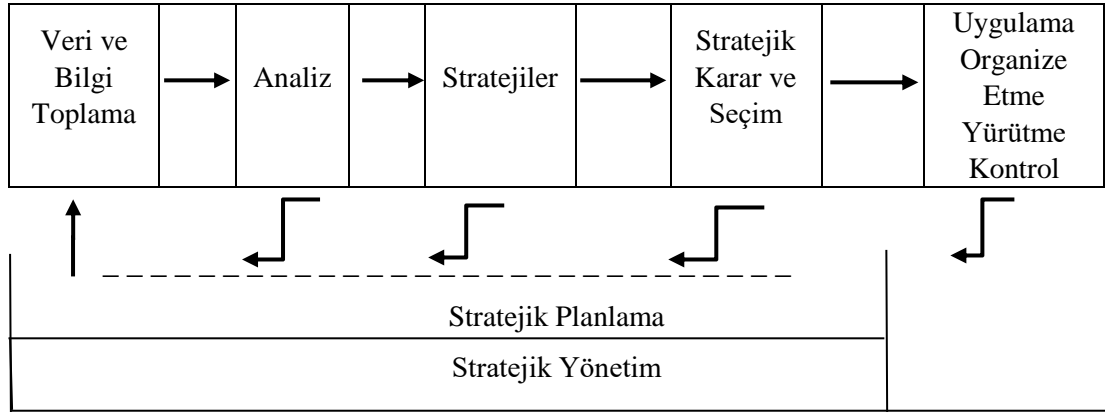 Veri ve
Bilgi
Toplama
Analiz
Stratejiler
Stratejik
Karar ve
Seçim
Uygulama
Organize
Etme
Yürütme
Kontrol
Stratejik Planlama
Stratejik Yönetim